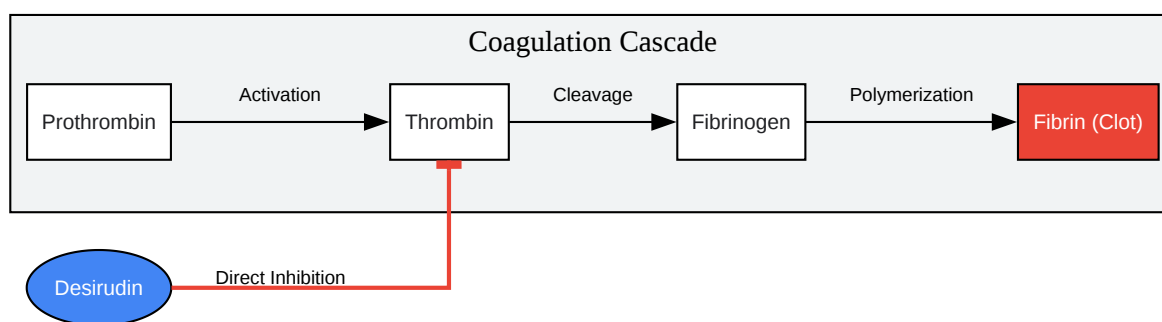 Coagulation Cascade
Activation
Cleavage
Polymerization
Prothrombin
Thrombin
Fibrinogen
Fibrin (Clot)
Direct Inhibition
Desirudin